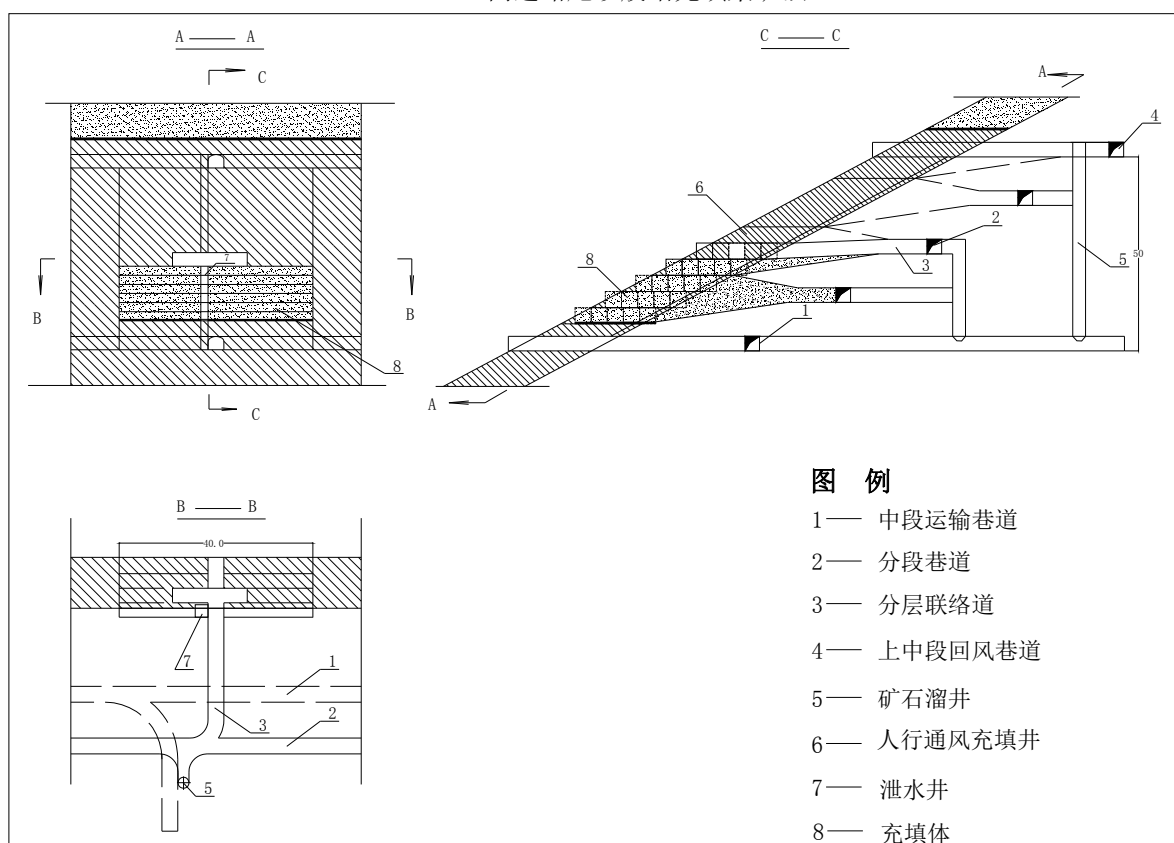 A —— A
C —— C
C
A
4
6
2
7
8
3
5
50
B
B
8
1
C
A
B —— B
40.0
图 例
1— 中段运输巷道
2— 分段巷道
3— 分层联络道
4— 上中段回风巷道
5— 矿石溜井
6— 人行通风充填井
7— 泄水井
8— 充填体
7
1
2
3
5